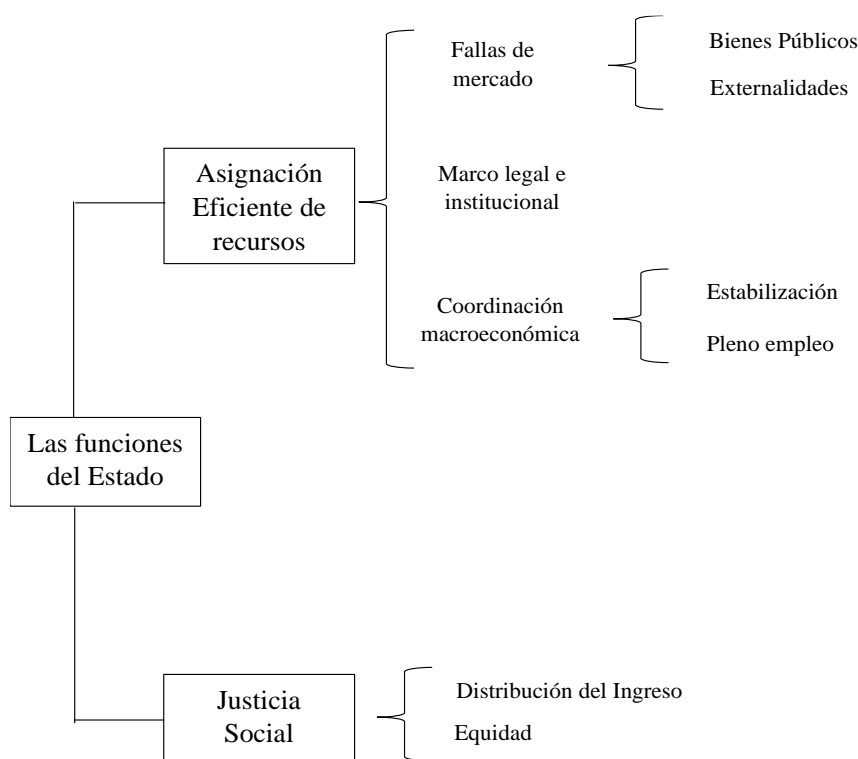 Fallas de
mercado
Bienes Públicos
Externalidades
Asignación
Eficiente de
recursos
Marco legal e
institucional
Coordinación
macroeconómica
Estabilización
Pleno empleo
Las funciones
del Estado
Justicia
Social
Distribución del Ingreso
Equidad